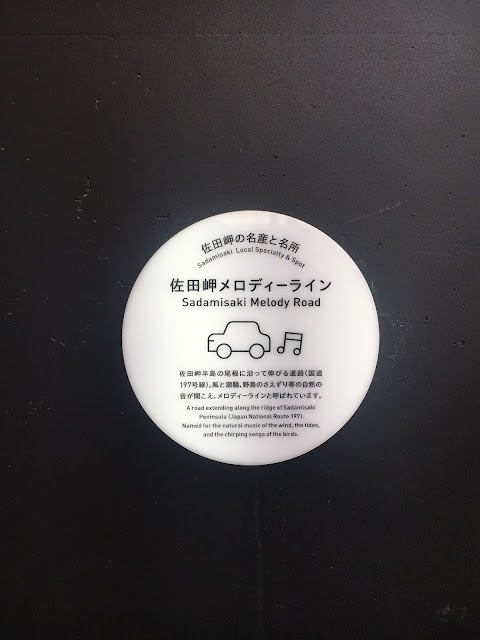 佐田岬の名産と名所
Sadamisaki Local Specialty & Spot
佐田岬メロディーライン
Sadamisaki Melody Road
佐田岬半島の尾根に沿って伸びる道路（国道
197号線）。風と潮騒、野鳥のさえずり等の自然の
音が聞こえ、メロディーラインと呼ばれています。
A road extending along the ridge of Sadamisaki
Peninsula (Japan National Route 197).
Named for the natural music of the wind, the tides,
and the chirping songs of the birds.